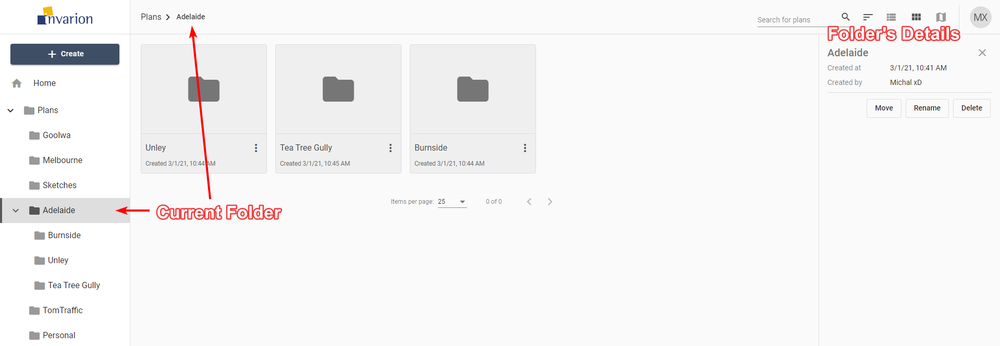 invarion
Plans > Adelaide
Search for plans
MX
+ Create
Home
Plans
Goolwa
Melbourne
Sketches
Adelaide
Burnside
Unley
Tea Tree Gully
TomTraffic
Personal
Unley
Created 3/1/21, 10:44 AM
Tea Tree Gully
Created 3/1/21, 10:45 AM
Burnside
Created 3/1/21, 10:44 AM
Items per page: 25 0 of 0
Current Folder
Folder's Details
Adelaide
Created at 3/1/21, 10:41 AM
Created by Michal xD
Move Rename Delete